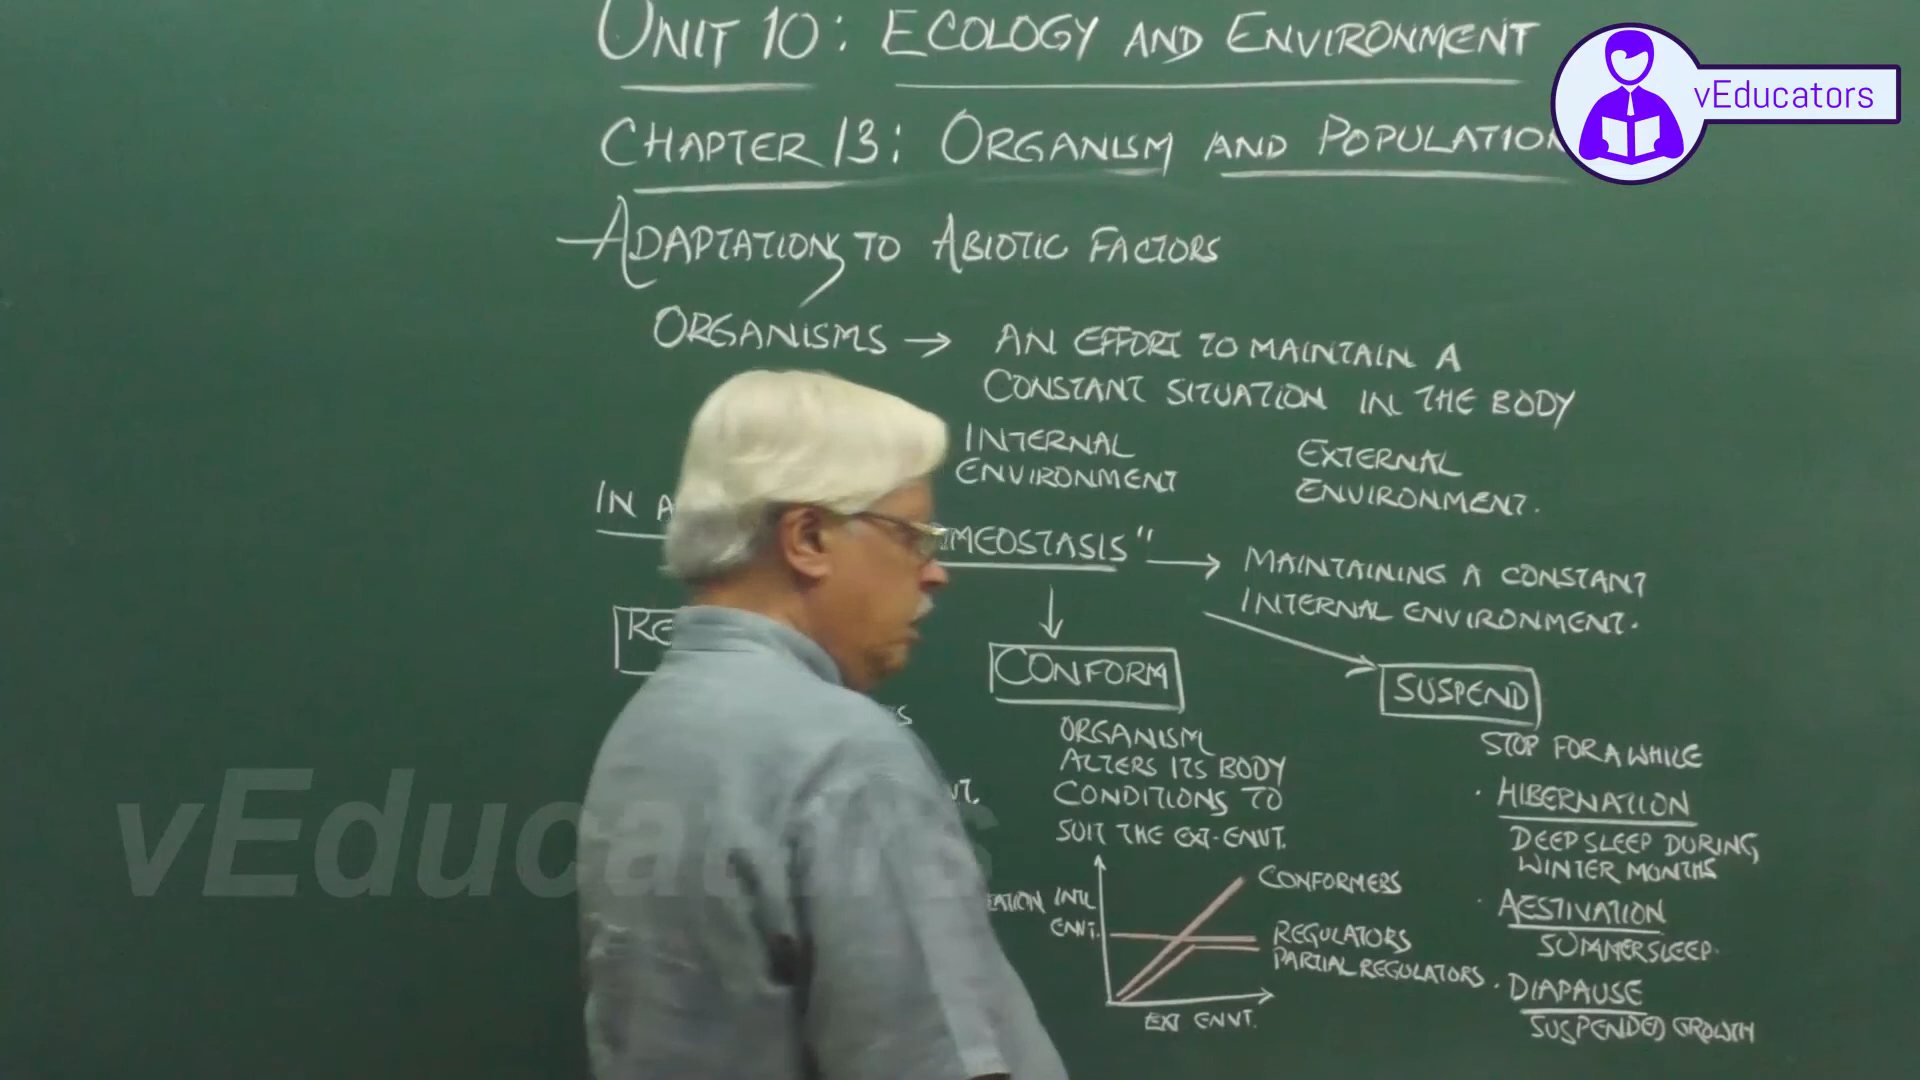 UNIT 10: ECOLOGY AND ENVIRONMENT
CHAPTER 13: ORGANISM AND POPULATION
vEducators
ADAPTATIONS TO ABIOTIC FACTORS
ORGANISMS → AN EFFORT TO MAINTAIN A
CONSTANT SITUATION IN THE BODY
INTERNAL
ENVIRONMENT
EXTERNAL
ENVIRONMENT.
IN A
MEOSTASIS" → MAINTAINING A CONSTANT
INTERNAL ENVIRONMENT.
RE
CONFORM
SUSPEND
ORGANISM
ALTERS ITS BODY
CONDITIONS TO
SUIT THE EXT-ENVT.
STOP FOR A WHILE
· HIBERNATION
DEEP SLEEP DURING
WINTER MONTHS
· AESTIVATION
SUMMER SLEEP.
· DIAPAUSE
SUSPENDED GROWTH
INTL
ENVT.
CONFORMERS
REGULATORS
PARTIAL REGULATORS
EXT ENVT.
vEducators